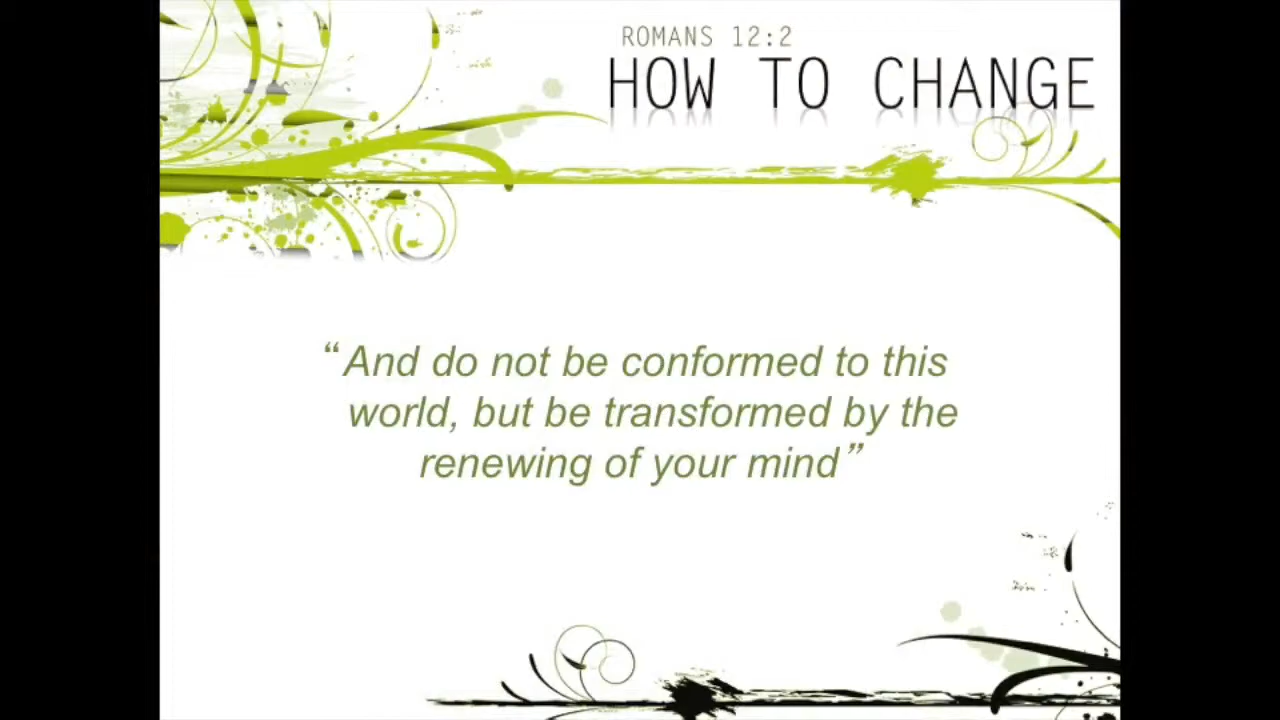 ROMANS 12:2
HOW TO CHANGE
“And do not be conformed to this
world, but be transformed by the
renewing of your mind”